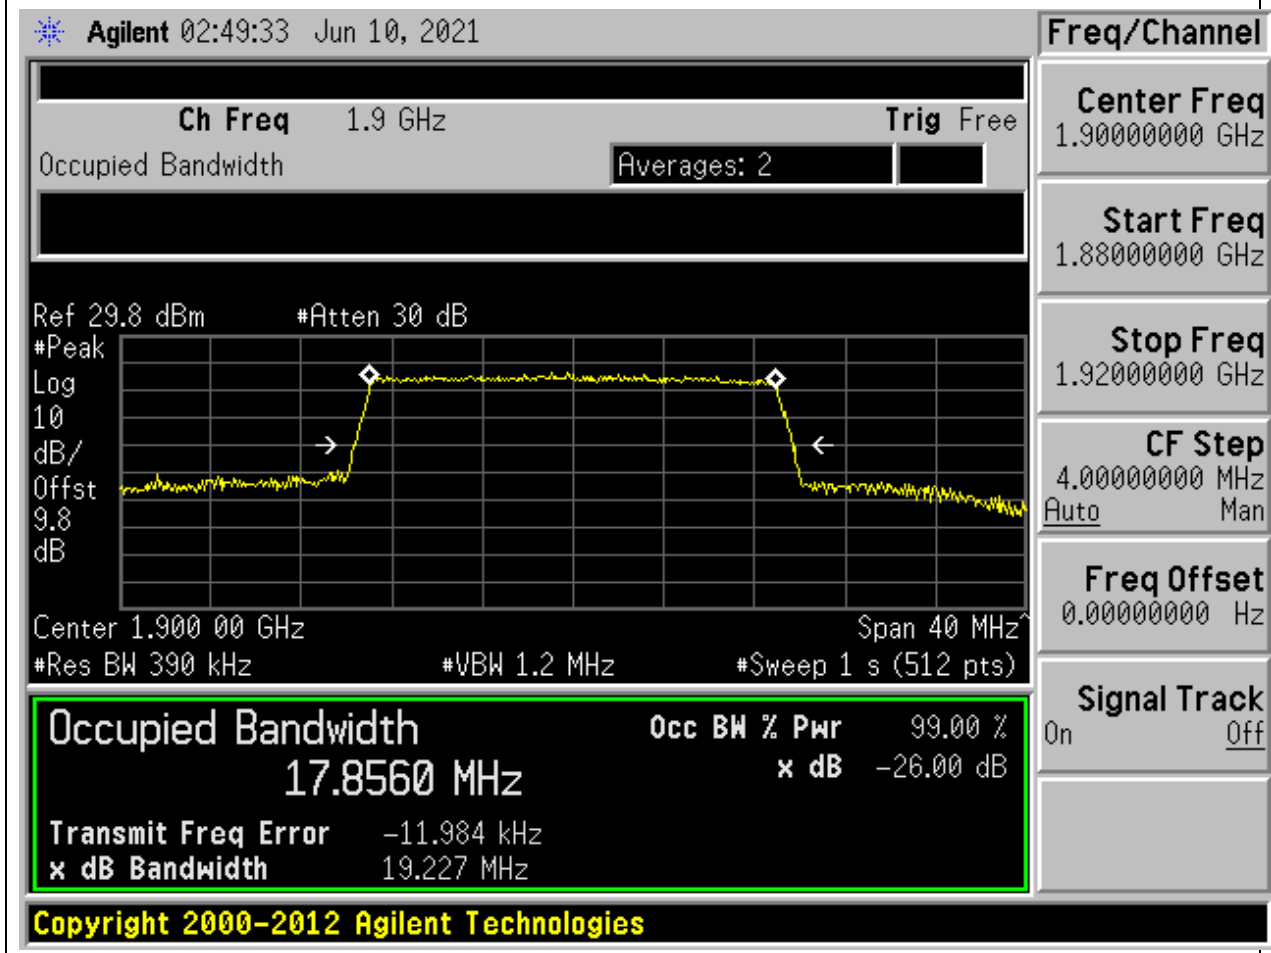 Agilent 02:49:33 Jun 10, 2021
Freq/Channel
Ch Freq 1.9 GHz Trig Free
Occupied Bandwidth Averages: 2
Center Freq
1.90000000 GHz
Start Freq
1.88000000 GHz
Stop Freq
1.92000000 GHz
CF Step
4.00000000 MHz
Auto Man
Freq Offset
0.00000000 Hz
Signal Track
On Off
Ref 29.8 dBm #Atten 30 dB
#Peak
Log
10
dB/
Offst
9.8
dB
Center 1.900 00 GHz Span 40 MHz^
#Res BW 390 kHz #VBW 1.2 MHz #Sweep 1 s (512 pts)
Occupied Bandwidth Occ BW % Pwr 99.00 %
17.8560 MHz x dB -26.00 dB
Transmit Freq Error -11.984 kHz
x dB Bandwidth 19.227 MHz
Copyright 2000-2012 Agilent Technologies